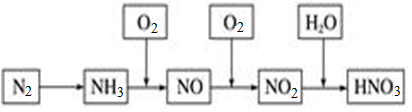 O₂ O₂ H₂O
N₂ NH₃ NO NO₂ HNO₃